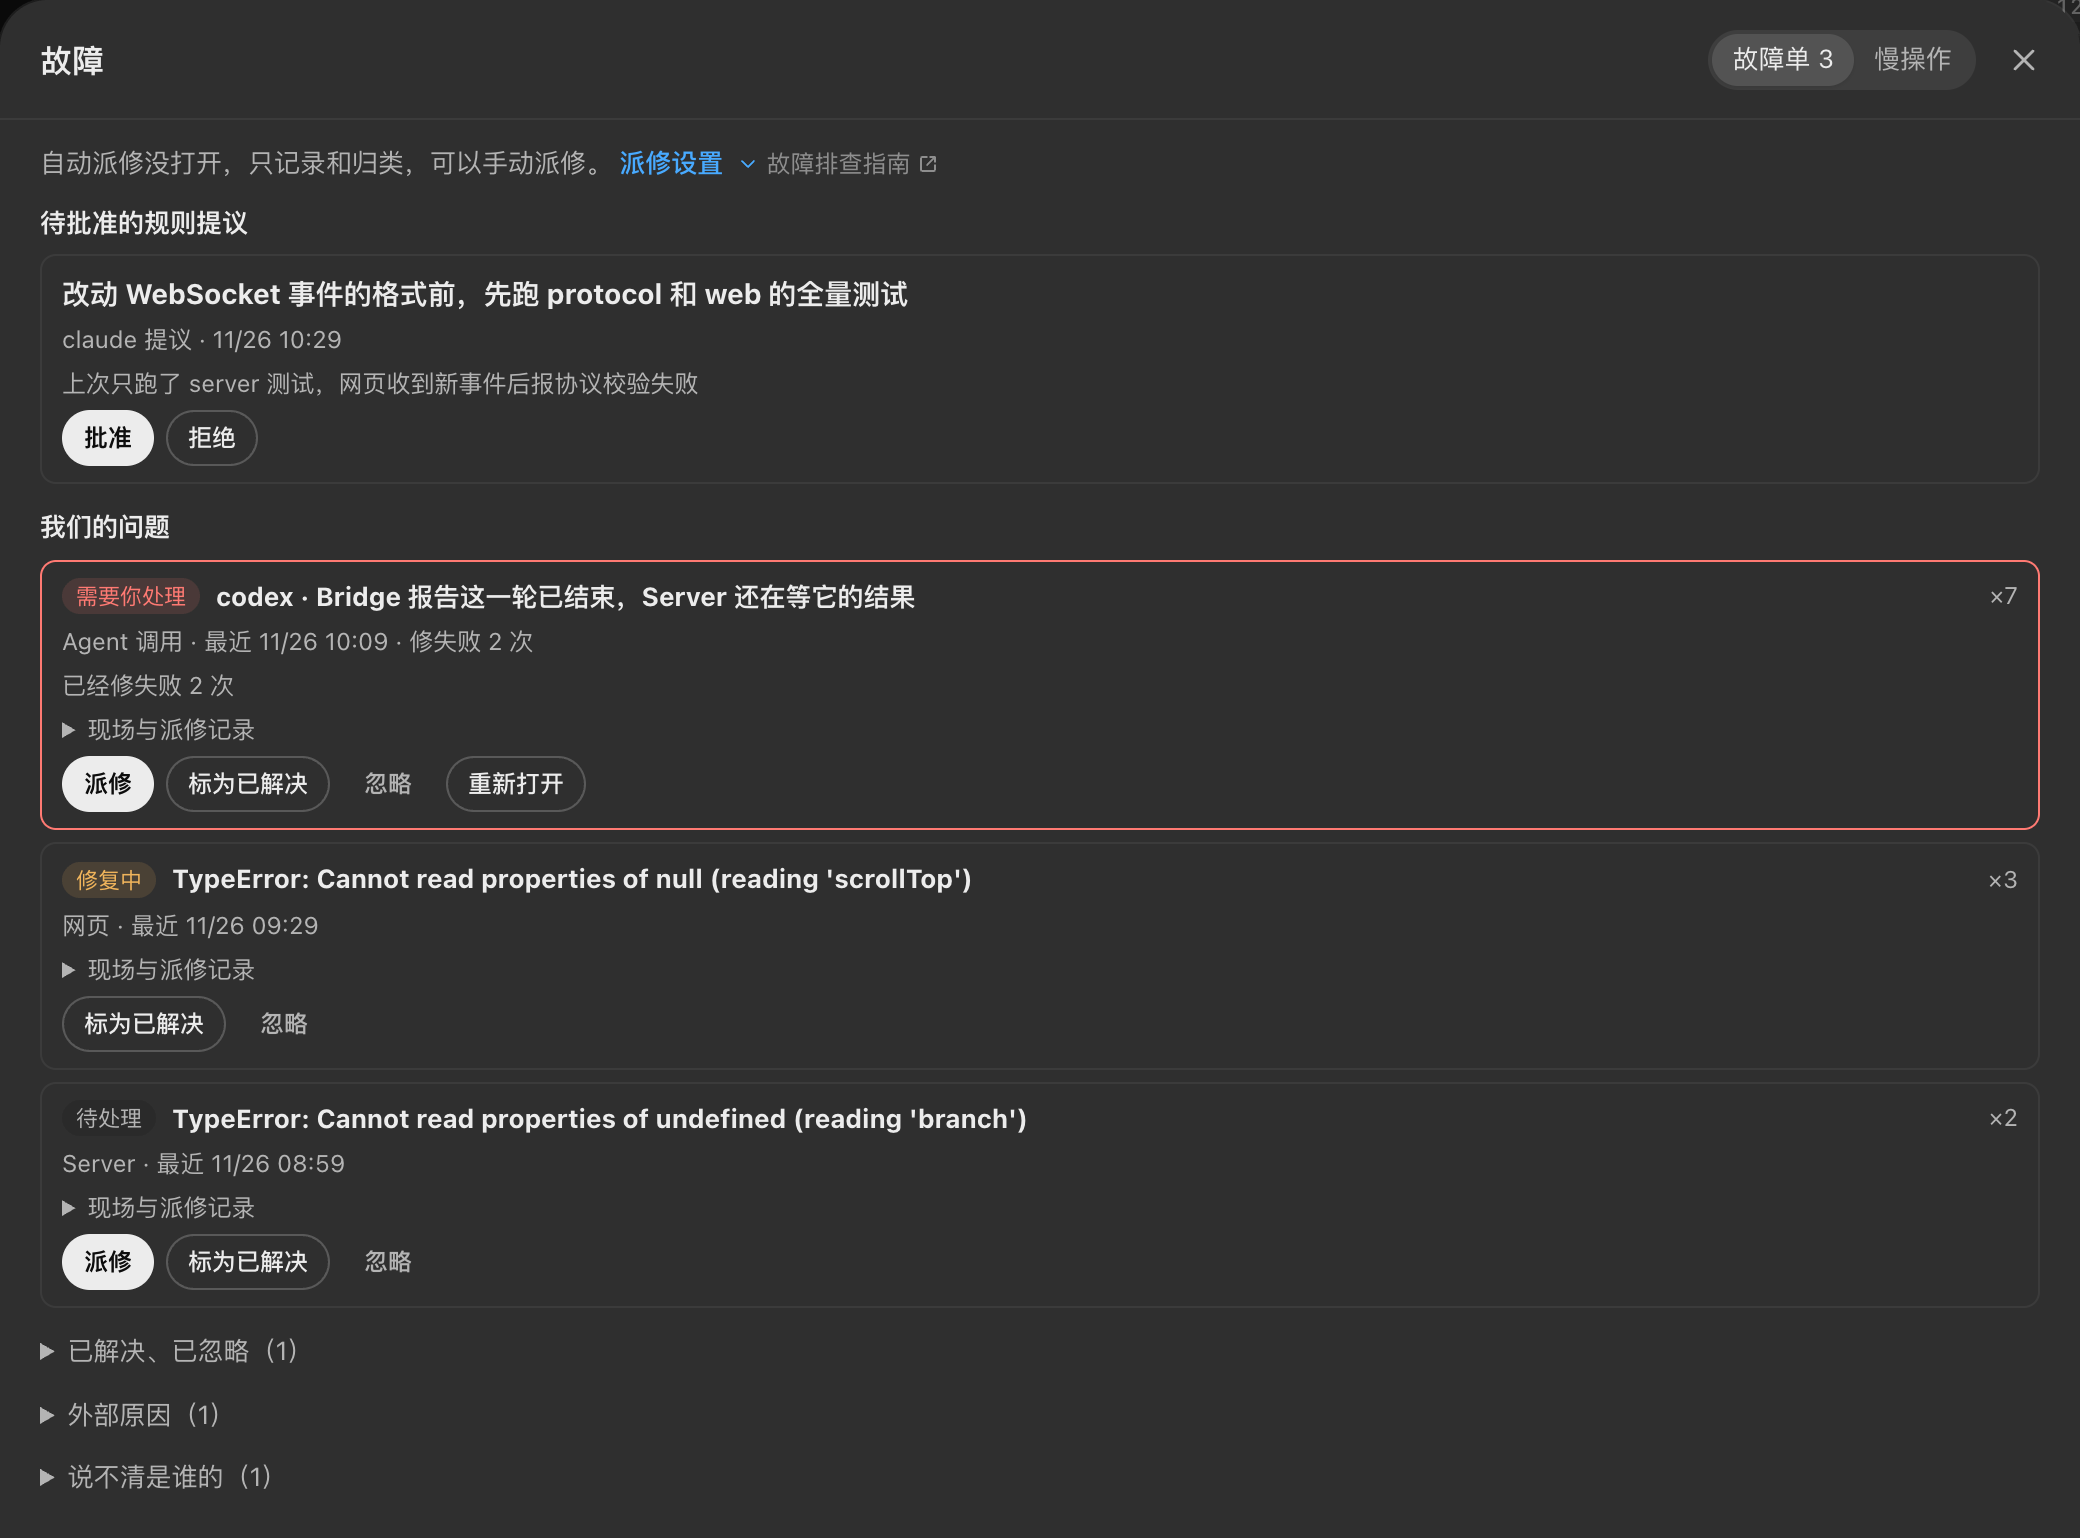 故障
故障单 3
慢操作
自动派修没打开，只记录和归类，可以手动派修。 派修设置 故障排查指南
待批准的规则提议
改动 WebSocket 事件的格式前，先跑 protocol 和 web 的全量测试
claude 提议 · 11/26 10:29
上次只跑了 server 测试，网页收到新事件后报协议校验失败
批准 拒绝
我们的问题
需要你处理 codex · Bridge 报告这一轮已结束，Server 还在等它的结果 ×7
Agent 调用 · 最近 11/26 10:09 · 修失败 2 次
已经修失败 2 次
▶ 现场与派修记录
派修 标为已解决 忽略 重新打开
修复中 TypeError: Cannot read properties of null (reading 'scrollTop') ×3
网页 · 最近 11/26 09:29
▶ 现场与派修记录
标为已解决 忽略
待处理 TypeError: Cannot read properties of undefined (reading 'branch') ×2
Server · 最近 11/26 08:59
▶ 现场与派修记录
派修 标为已解决 忽略
▶ 已解决、已忽略（1）
▶ 外部原因（1）
▶ 说不清是谁的（1）